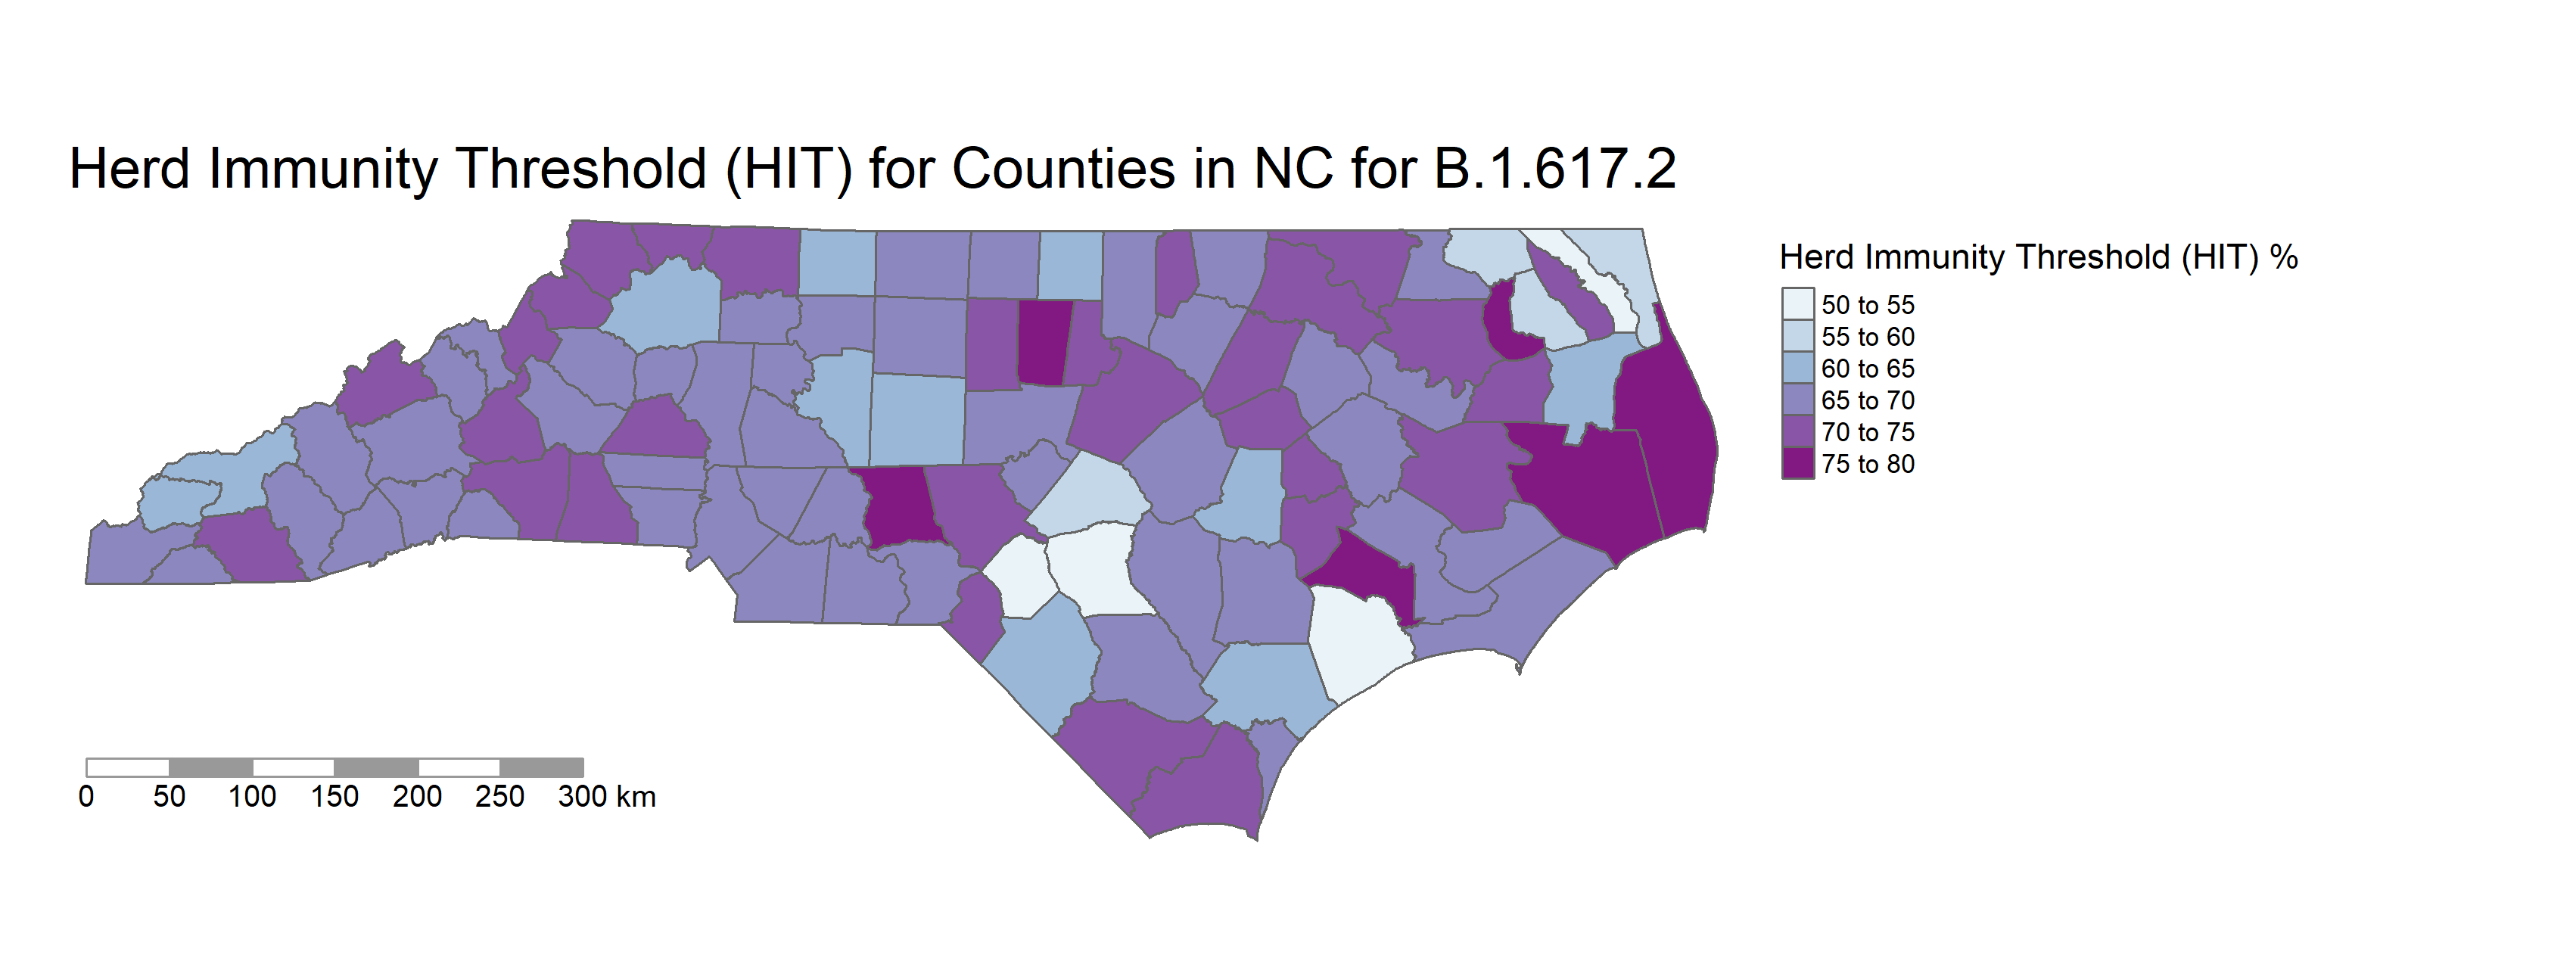 Herd Immunity Threshold (HIT) for Counties in NC for B.1.617.2
Herd Immunity Threshold (HIT) %
50 to 55
55 to 60
60 to 65
65 to 70
70 to 75
75 to 80
0 50 100 150 200 250 300 km